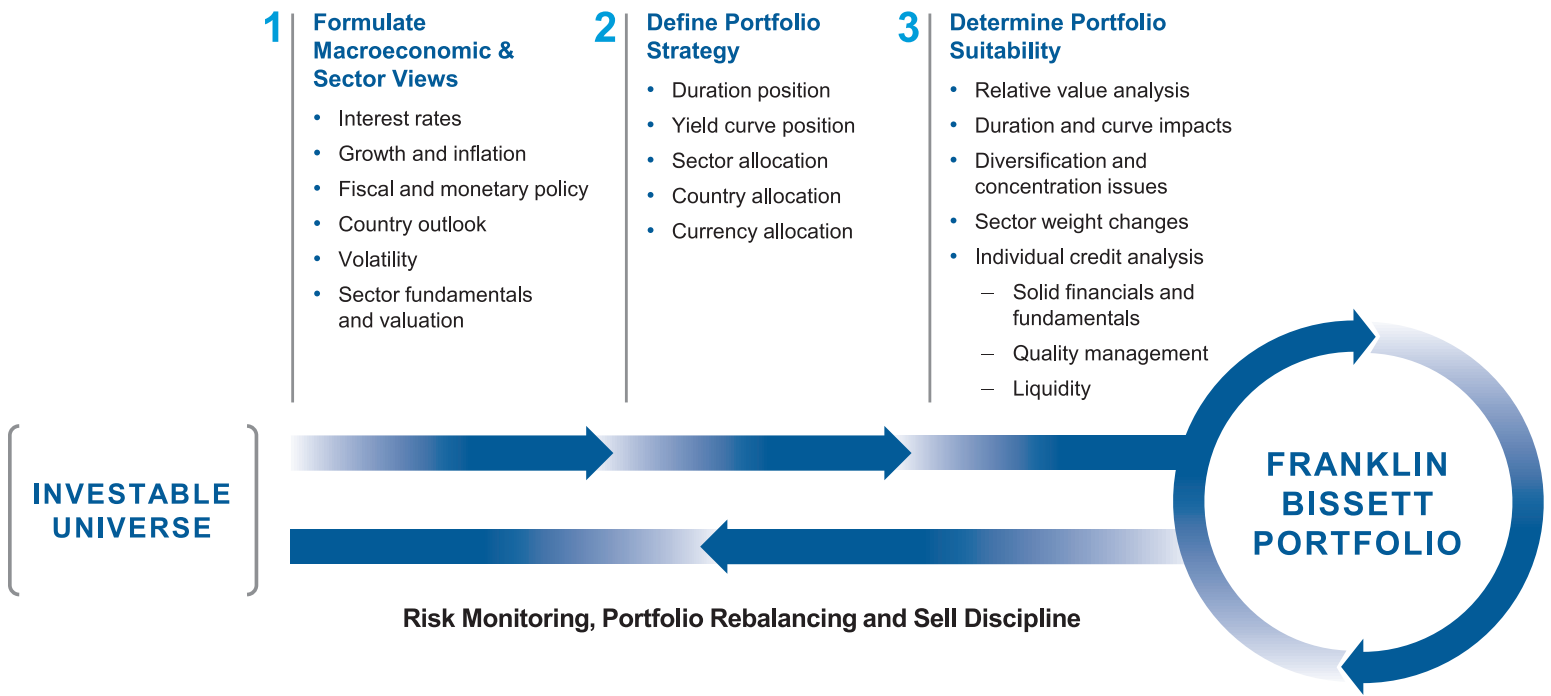 1
Formulate
Macroeconomic &
Sector Views
• Interest rates
• Growth and inflation
• Fiscal and monetary policy
• Country outlook
• Volatility
• Sector fundamentals
and valuation
2
Define Portfolio
Strategy
• Duration position
• Yield curve position
• Sector allocation
• Country allocation
• Currency allocation
3
Determine Portfolio
Suitability
• Relative value analysis
• Duration and curve impacts
• Diversification and
concentration issues
• Sector weight changes
• Individual credit analysis
– Solid financials and
fundamentals
– Quality management
– Liquidity
INVESTABLE
UNIVERSE
FRANKLIN
BISSETT
PORTFOLIO
Risk Monitoring, Portfolio Rebalancing and Sell Discipline